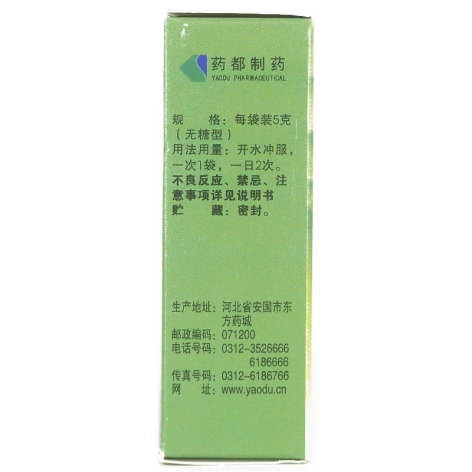 药都制药
YAODU PHARMACEUTICAL
规 格：每袋装5克
（无糖型）
用法用量：开水冲服，
一次1袋，一日2次。
不良反应、禁忌、注
意事项详见说明书
贮 藏：密封。
生产地址：河北省安国市东
方药城
邮政编码：071200
电话号码：0312-3526666
6186666
传真号码：0312-6186766
网 址：www.yaodu.cn